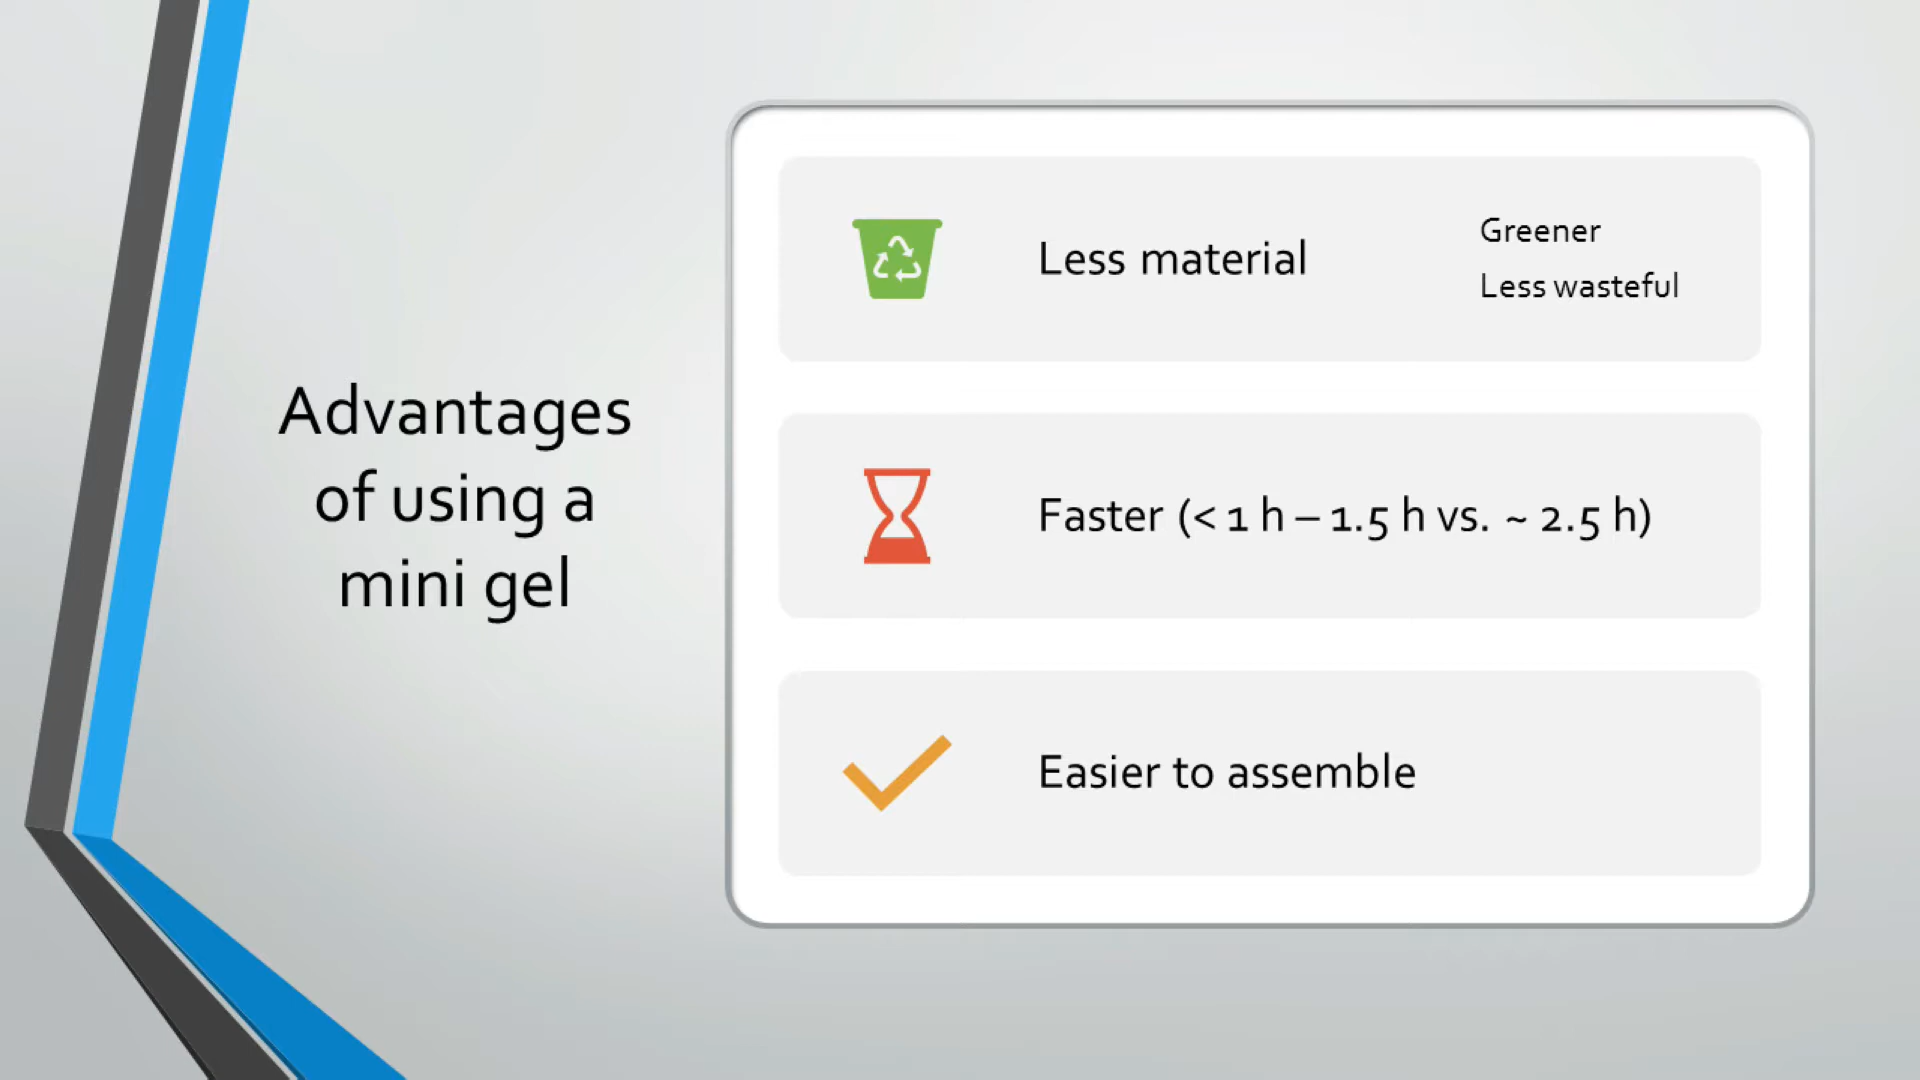 Advantages
of using a
mini gel
Less material
Greener
Less wasteful
Faster (< 1 h – 1.5 h vs. ~ 2.5 h)
Easier to assemble